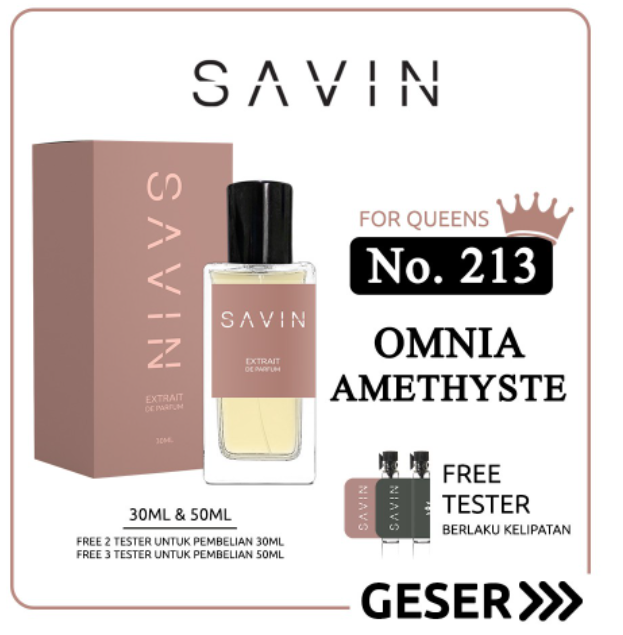 SAVIN
SAVIN
EXTRAIT
DE PARFUM
30ML
SAVIN
EXTRAIT
DE PARFUM
FOR QUEENS
No. 213
OMNIA
AMETHYSTE
SAVIN
SAVIN
FREE
TESTER
BERLAKU KELIPATAN
30ML & 50ML
FREE 2 TESTER UNTUK PEMBELIAN 30ML
FREE 3 TESTER UNTUK PEMBELIAN 50ML
GESER